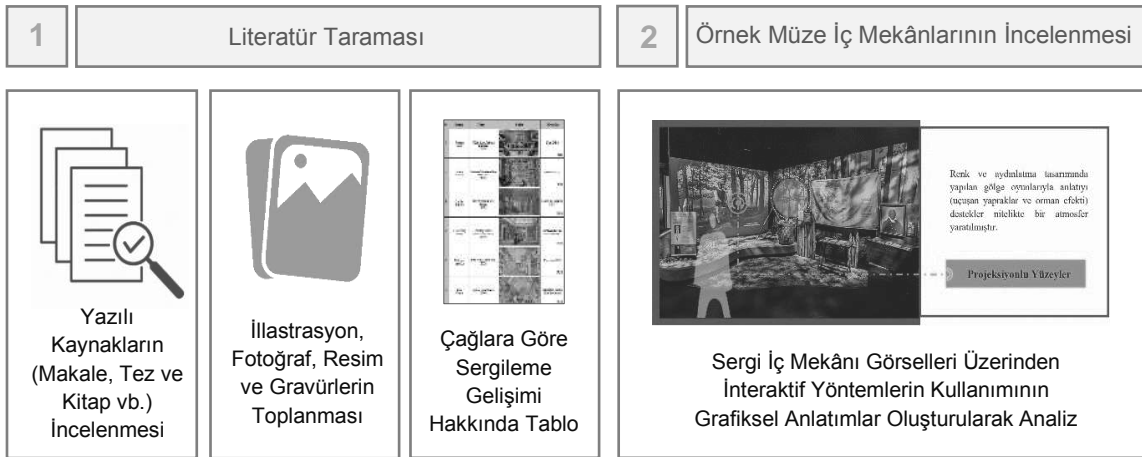 1
Literatür Taraması
2
Örnek Müze İç Mekânlarının İncelenmesi
Yazılı
Kaynakların
(Makale, Tez ve
Kitap vb.)
İncelenmesi
İllastrasyon,
Fotoğraf, Resim
ve Gravürlerin
Toplanması
Çağlara Göre
Sergileme
Gelişimi
Hakkında Tablo
Renk ve aydınlatma tasarımında
yapılan gölge oyunlarıyla anlatıyı
(uçuşan yapraklar ve orman efekti)
destekler nitelikte bir atmosfer
yaratılmıştır.
Projeksiyonlu Yüzeyler
Sergi İç Mekânı Görselleri Üzerinden
İnteraktif Yöntemlerin Kullanımının
Grafiksel Anlatımlar Oluşturularak Analiz